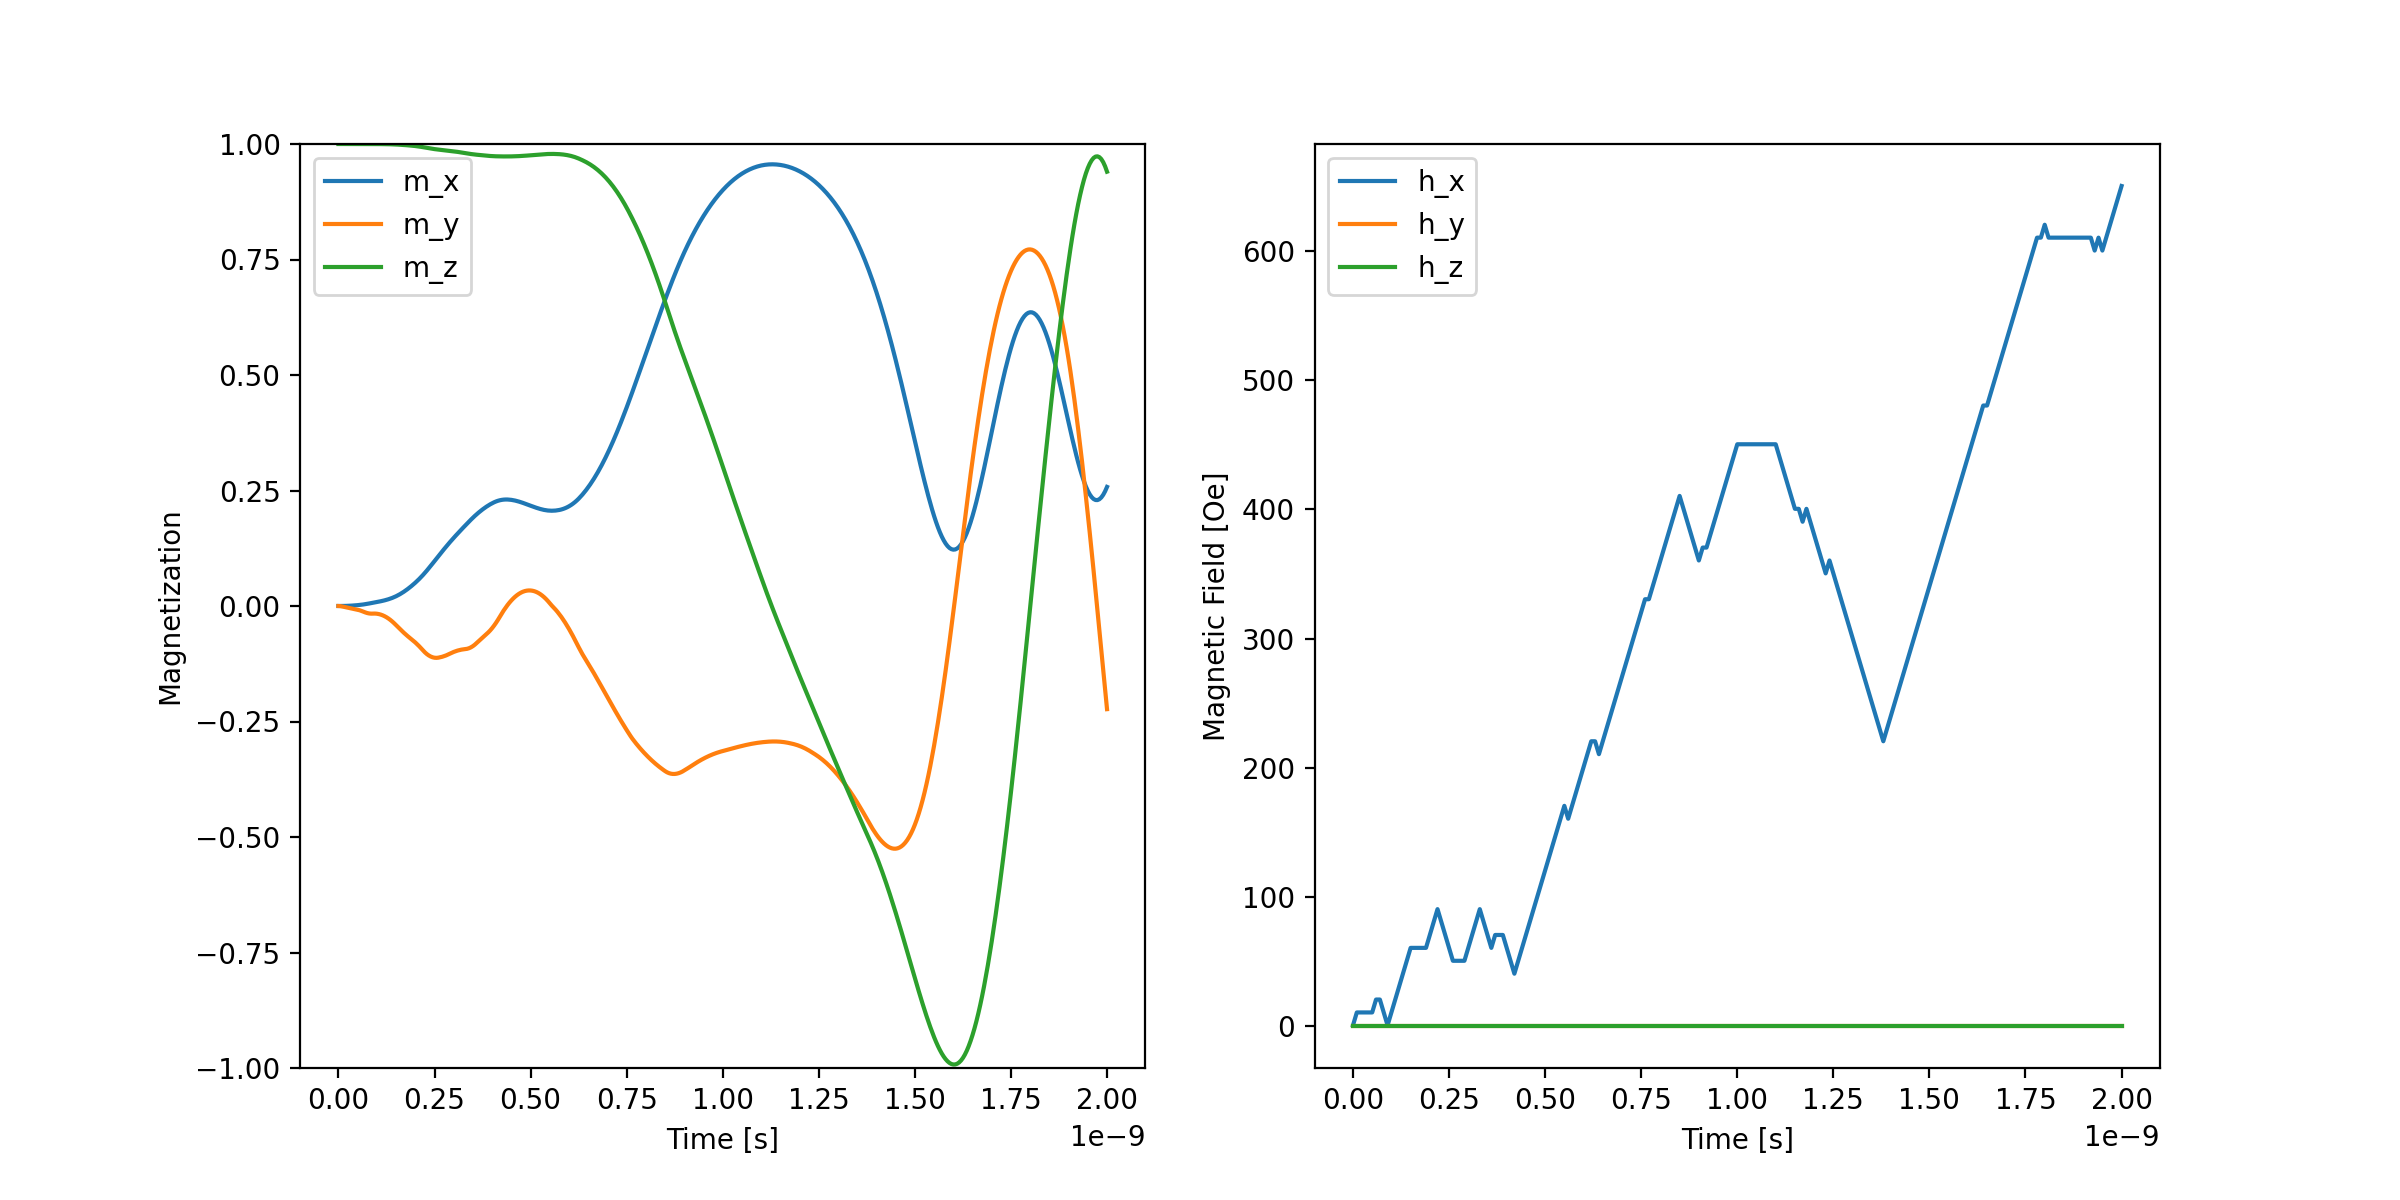 m_x
m_y
m_z
1.00
0.75
0.50
0.25
0.00
−0.25
−0.50
−0.75
−1.00
Magnetization
0.00 0.25 0.50 0.75 1.00 1.25 1.50 1.75 2.00
Time [s]
1e−9
h_x
h_y
h_z
600
500
400
300
200
100
0
Magnetic Field [Oe]
0.00 0.25 0.50 0.75 1.00 1.25 1.50 1.75 2.00
Time [s]
1e−9